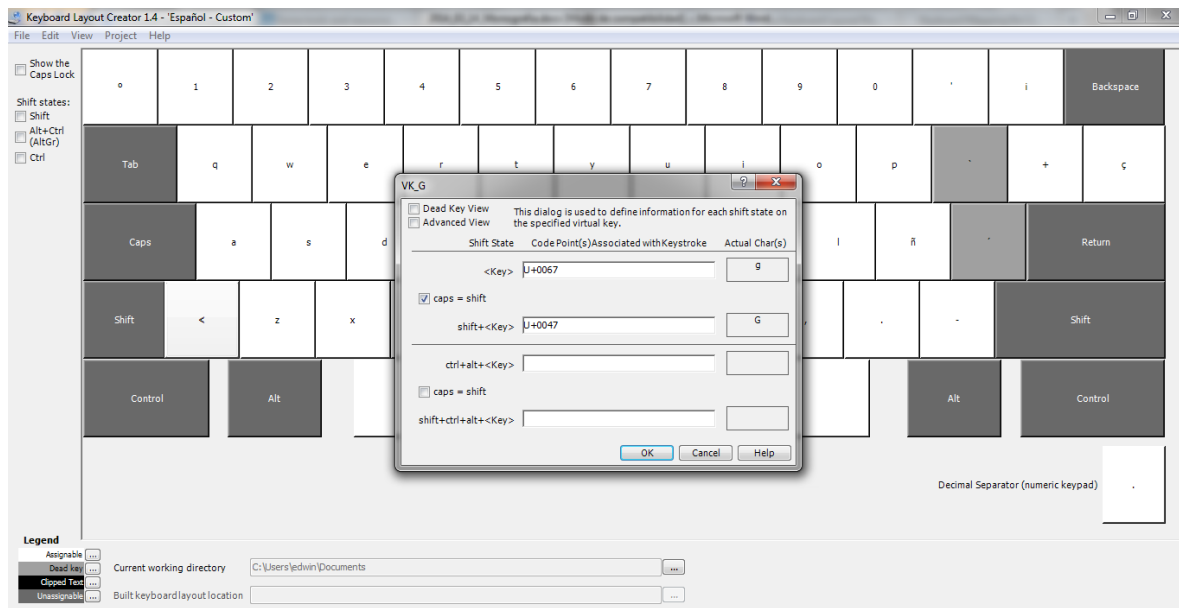 Keyboard Layout Creator 1.4 - 'Español - Custom'
File Edit View Project Help
Show the
Caps Lock
Shift states:
Shift
Alt+Ctrl
(AltGr)
Ctrl
º 1 2 3 4 5 6 7 8 9 0 ' ¡ Backspace
Tab q w e r t y u i o p ` + ç
Caps a s d l ñ ´ Return
Shift < z x , . - Shift
Control Alt Alt Control
VK_G
Dead Key View
Advanced View
This dialog is used to define information for each shift state on
the specified virtual key.
Shift State Code Point(s)Associated with Keystroke Actual Char(s)
<Key> U+0067 g
caps = shift
shift+<Key> U+0047 G
ctrl+alt+<Key>
caps = shift
shift+ctrl+alt+<Key>
OK Cancel Help
Decimal Separator (numeric keypad) .
Legend
Assignable ...
Dead key ...
Clipped Text ...
Unassignable ...
Current working directory C:\Users\edwin\Documents ...
Built keyboard layout location ...